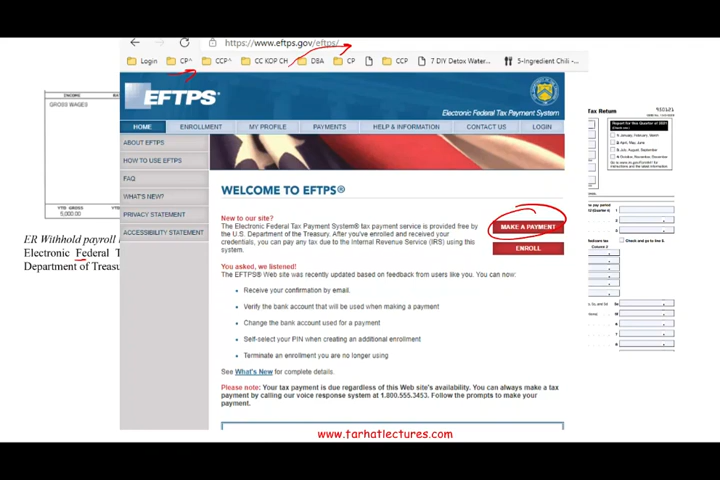 https://www.eftps.gov/eftps/
Login CP^ CCP^ CC KDP CH DBA CP CCP 7 DIY Detox Water... 5-Ingredient Chili -
EFTPS®
Electronic Federal Tax Payment System
HOME ENROLLMENT MY PROFILE PAYMENTS HELP & INFORMATION CONTACT US LOGIN
ABOUT EFTPS
HOW TO USE EFTPS
FAQ
WHAT'S NEW?
PRIVACY STATEMENT
ACCESSIBILITY STATEMENT
WELCOME TO EFTPS®
New to our site?
The Electronic Federal Tax Payment System® tax payment service is provided free by
the U.S. Department of the Treasury. After you've enrolled and received your
credentials, you can pay any tax due to the Internal Revenue Service (IRS) using this
system.
MAKE A PAYMENT
ENROLL
You asked, we listened!
The EFTPS® Web site was recently updated based on feedback from users like you. You can now:
Receive your confirmation by email.
Verify the bank account that will be used when making a payment
Change the bank account used for a payment
Self-select your PIN when creating an additional enrollment
Terminate an enrollment you are no longer using
See What's New for complete details.
Please note: Your tax payment is due regardless of this Web site's availability. You can always make a tax
payment by calling our voice response system at 1.800.555.3453. Follow the prompts to make your
payment.
INCOME
GROSS WAGES
YTD GROSS
5,000.00
ER Withhold payroll
Electronic Federal T
Department of Treasu
Tax Return
Report for this Quarter of 2021
www.farhatlectures.com